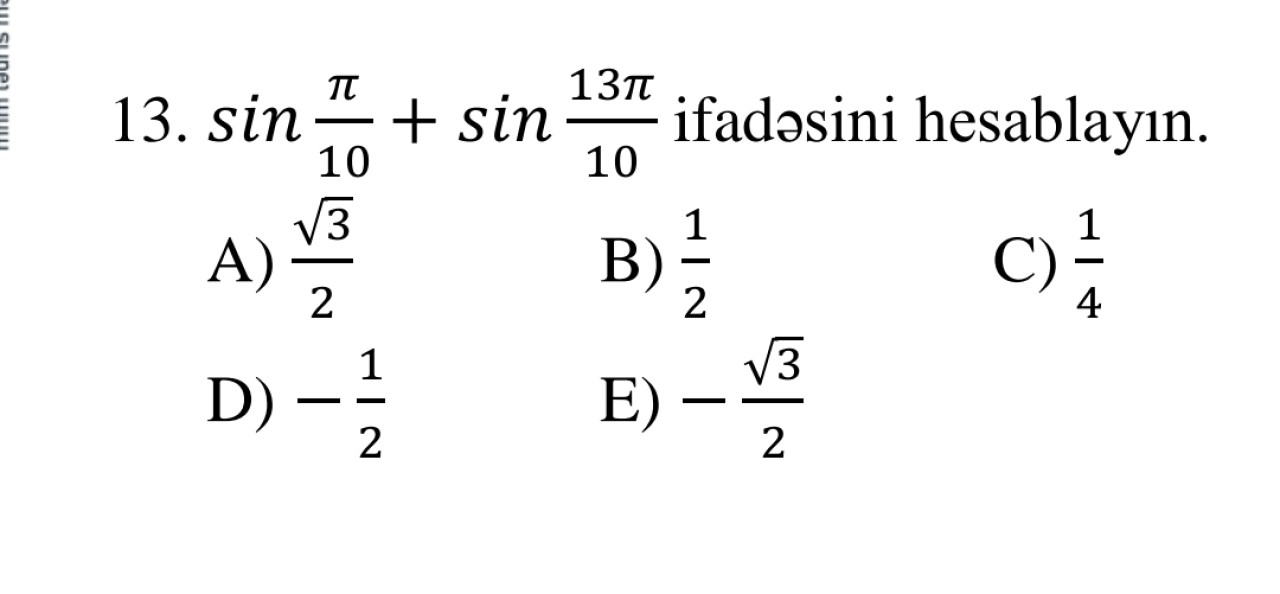 13. sin π/10 + sin 13π/10 ifadəsini hesablayın.
A) √3/2 B) 1/2 C) 1/4
D) − 1/2 E) − √3/2